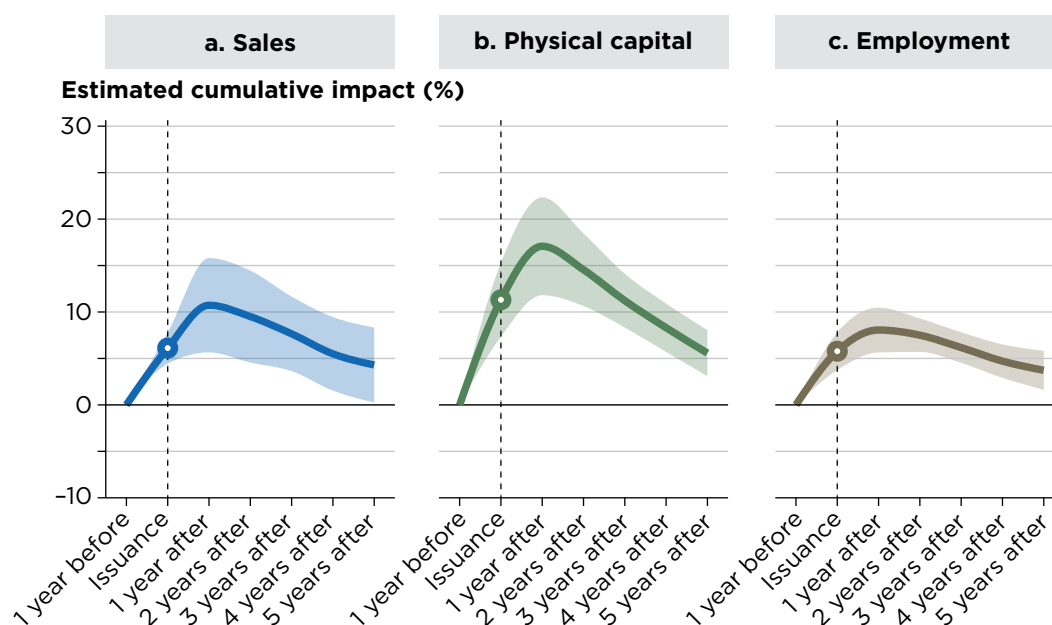 a. Sales
b. Physical capital
c. Employment
Estimated cumulative impact (%)
30
20
10
0
–10
1 year before
Issuance
1 year after
2 years after
3 years after
4 years after
5 years after
1 year before
Issuance
1 year after
2 years after
3 years after
4 years after
5 years after
1 year before
Issuance
1 year after
2 years after
3 years after
4 years after
5 years after